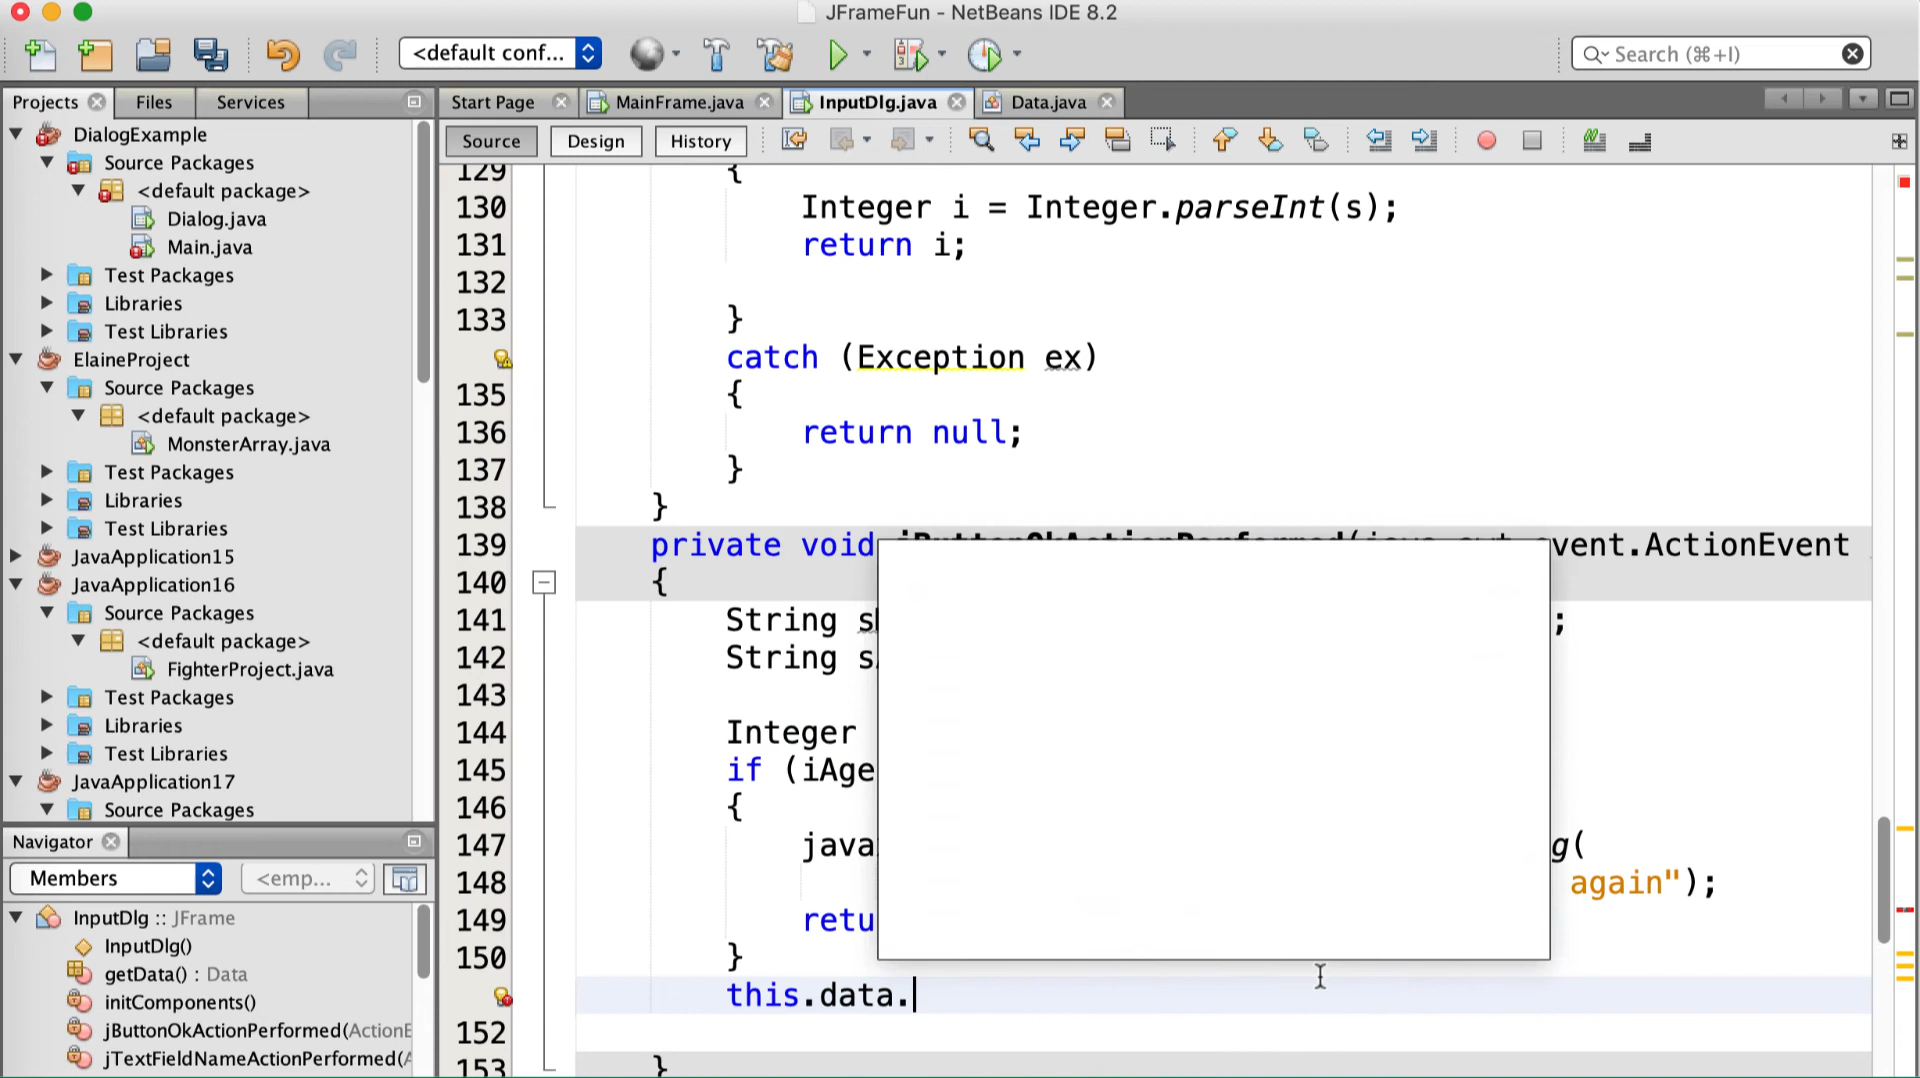 JFrameFun - NetBeans IDE 8.2
<default conf...
Search (⌘+I)
Projects
Files
Services
Start Page
MainFrame.java
InputDlg.java
Data.java
Source
Design
History
DialogExample
Source Packages
<default package>
Dialog.java
Main.java
Test Packages
Libraries
Test Libraries
ElaineProject
Source Packages
<default package>
MonsterArray.java
Test Packages
Libraries
Test Libraries
JavaApplication15
JavaApplication16
Source Packages
<default package>
FighterProject.java
Test Packages
Libraries
Test Libraries
JavaApplication17
Source Packages
Navigator
Members
<emp...
InputDlg :: JFrame
InputDlg()
getData() : Data
initComponents()
jButtonOkActionPerformed(ActionE
jTextFieldNameActionPerformed(A
129 {
130 Integer i = Integer.parseInt(s);
131 return i;
132
133 }
catch (Exception ex)
135 {
136 return null;
137 }
138 }
139 private void jButtonOkActionPerformed(java.awt.event.ActionEvent
140 {
141 String s ;
142 String s
143
144 Integer
145 if (iAge
146 {
147 java g(
148 again");
149 retu
150 }
this.data.
152
153 }